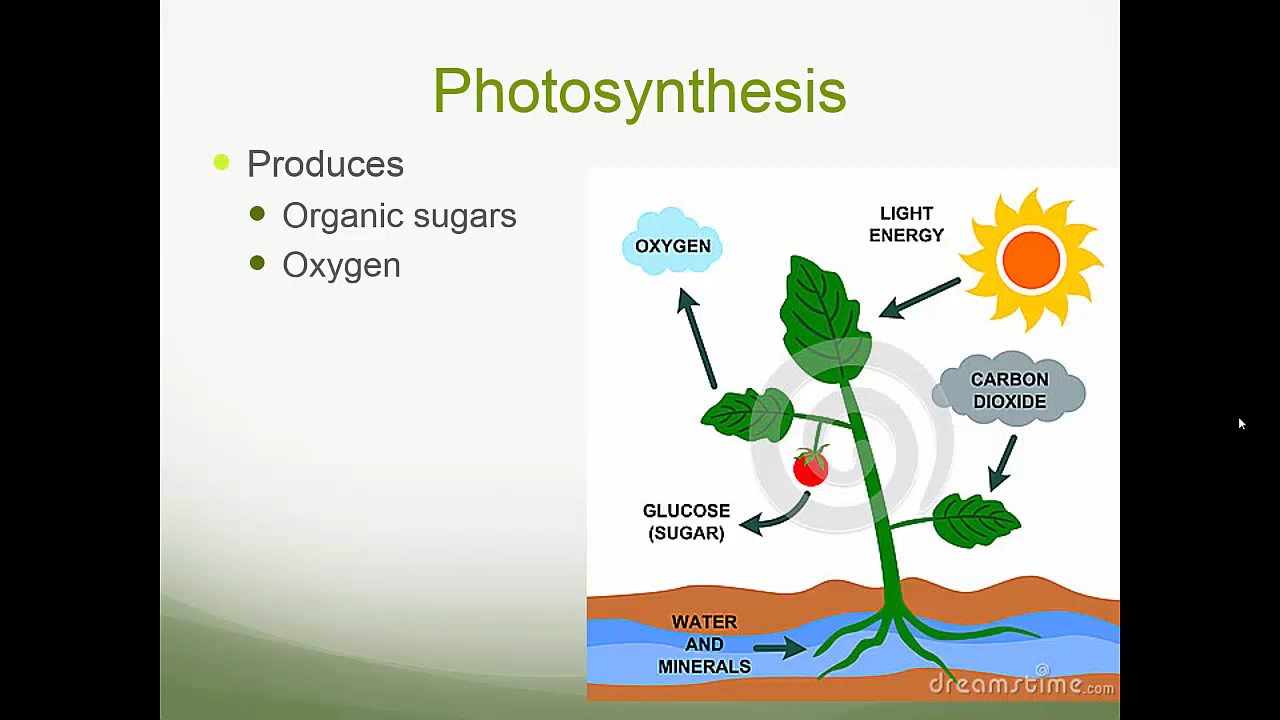 Photosynthesis
Produces
Organic sugars
Oxygen
OXYGEN
LIGHT
ENERGY
CARBON
DIOXIDE
GLUCOSE
(SUGAR)
WATER
AND
MINERALS
dreamstime.com